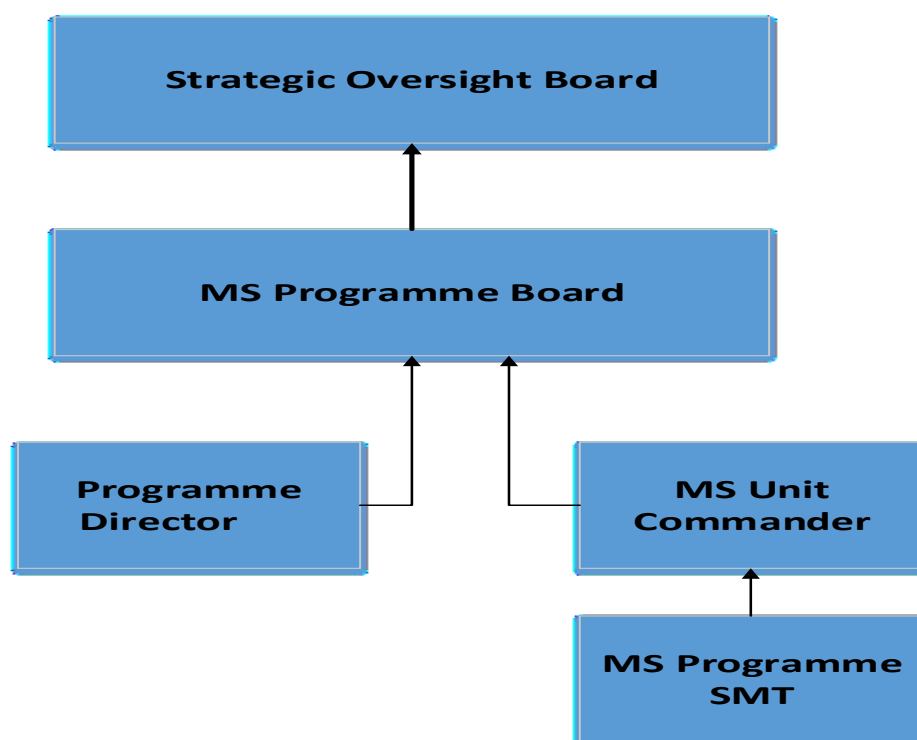 Strategic Oversight Board
MS Programme Board
Programme
Director
MS Unit
Commander
MS Programme
SMT